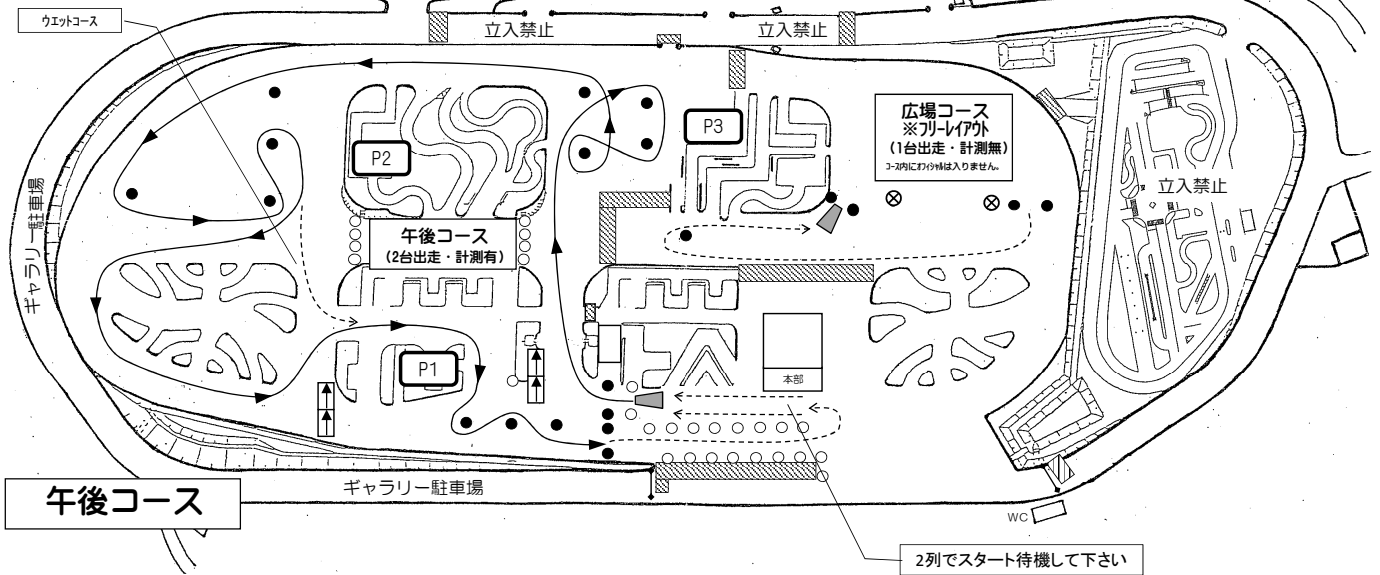 ウエットコース
立入禁止
立入禁止
P2
P3
広場コース
※フリーレイアウト
(1台出走・計測無)
コース内にオフィシャルは入りません。
立入禁止
ギャラリー駐車場
午後コース
(2台出走・計測有)
P1
本部
ギャラリー駐車場
午後コース
WC
2列でスタート待機して下さい